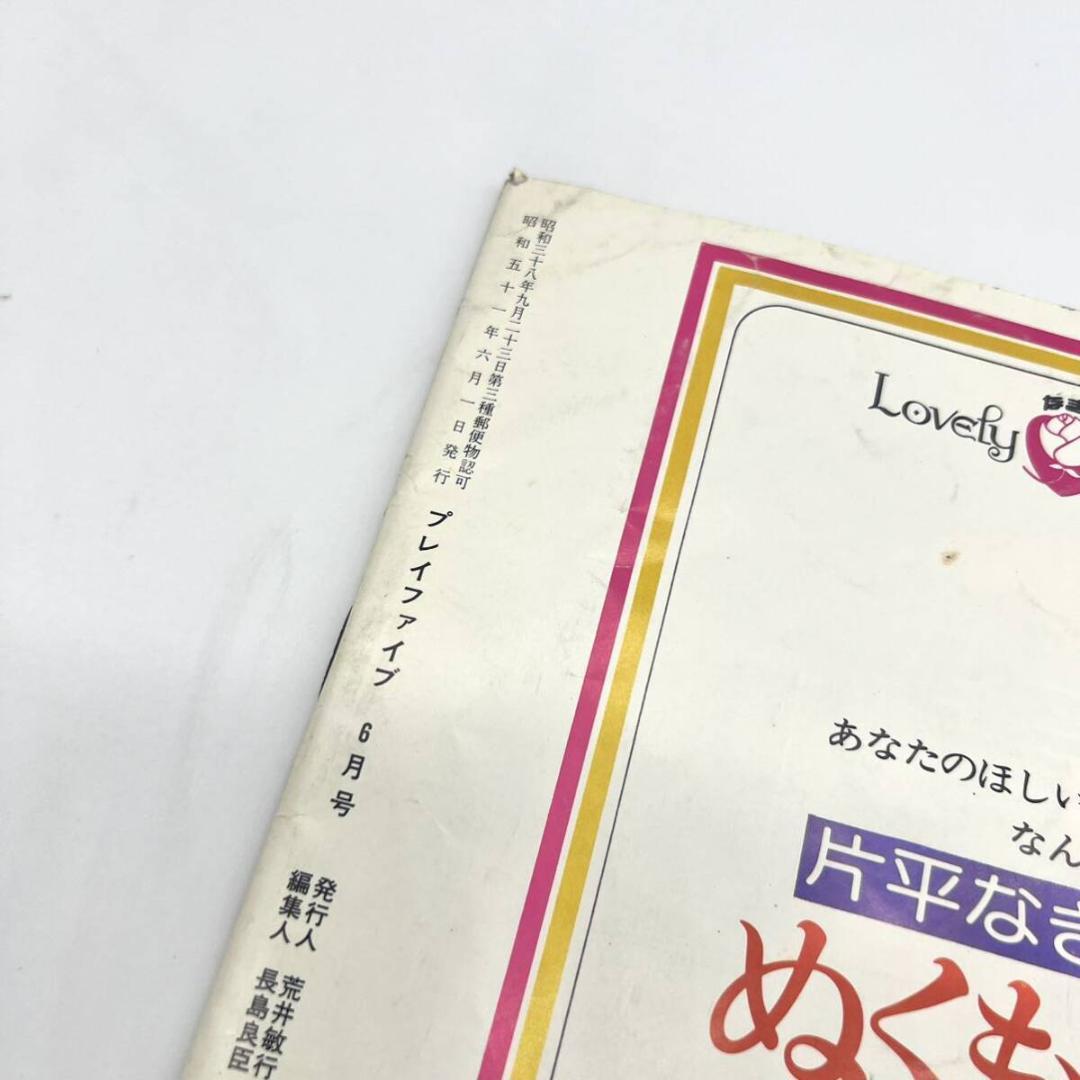 昭和三十八年九月二十三日第三種郵便物認可
昭和五十一年六月一日発行
プレイファイブ 6月号
発行人 荒井敏行
編集人 長島良臣
Lovely
あなたのほしい
なん
片平なぎ
ぬくも